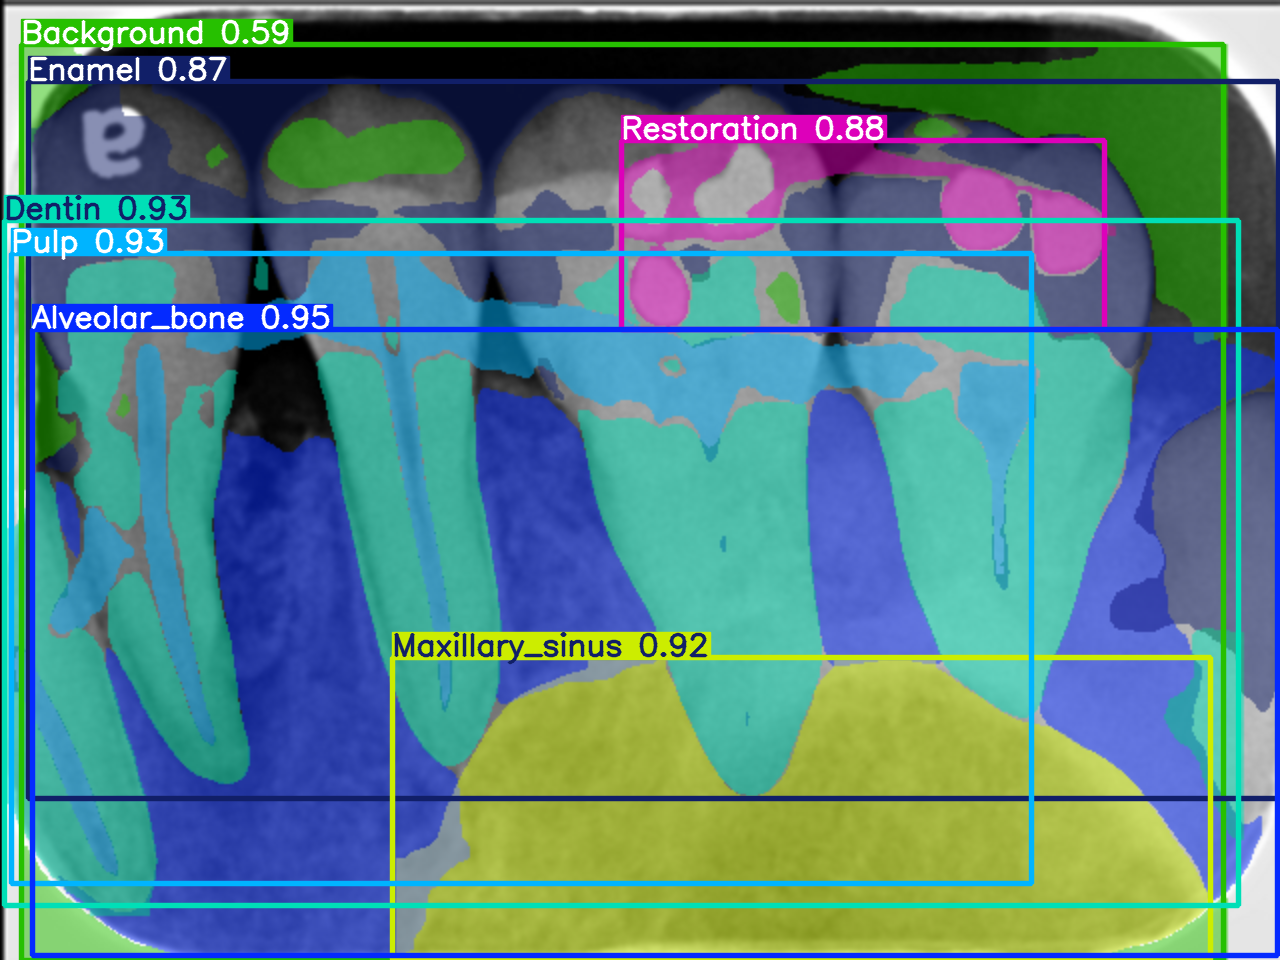 Background 0.59
Enamel 0.87
a
Restoration 0.88
Dentin 0.93
Pulp 0.93
Alveolar_bone 0.95
Maxillary_sinus 0.92